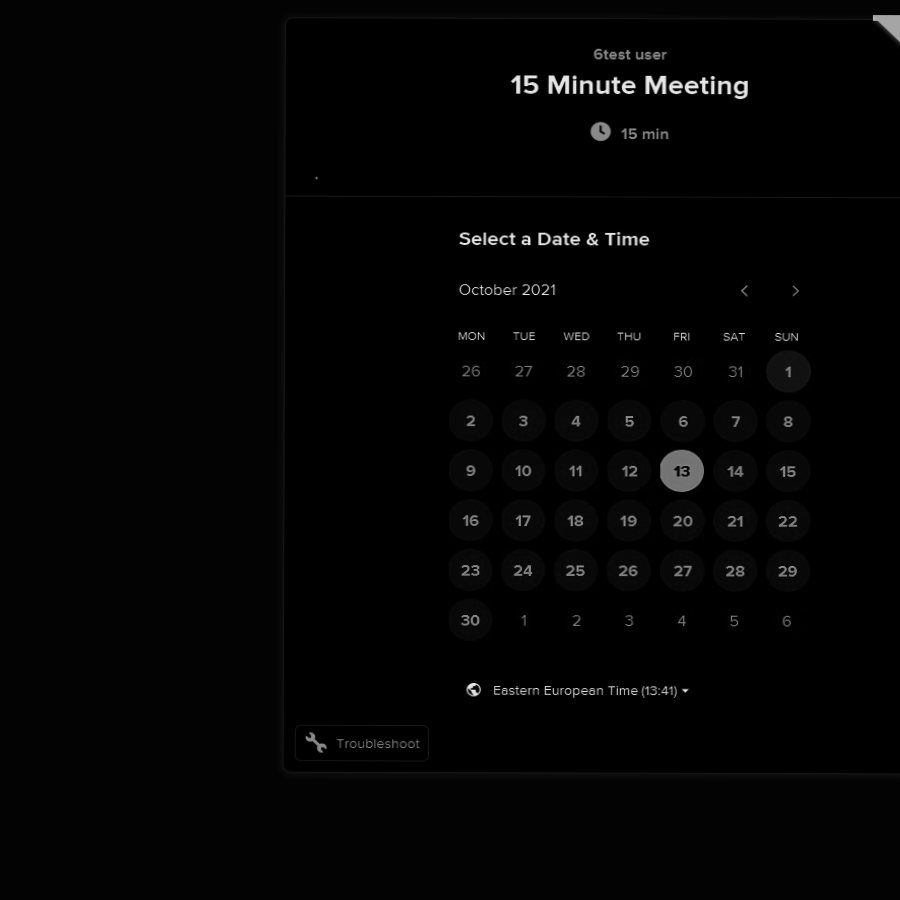 6test user
15 Minute Meeting
15 min
Select a Date & Time
October 2021
MON TUE WED THU FRI SAT SUN
26 27 28 29 30 31 1
2 3 4 5 6 7 8
9 10 11 12 13 14 15
16 17 18 19 20 21 22
23 24 25 26 27 28 29
30 1 2 3 4 5 6
Eastern European Time (13:41)
Troubleshoot